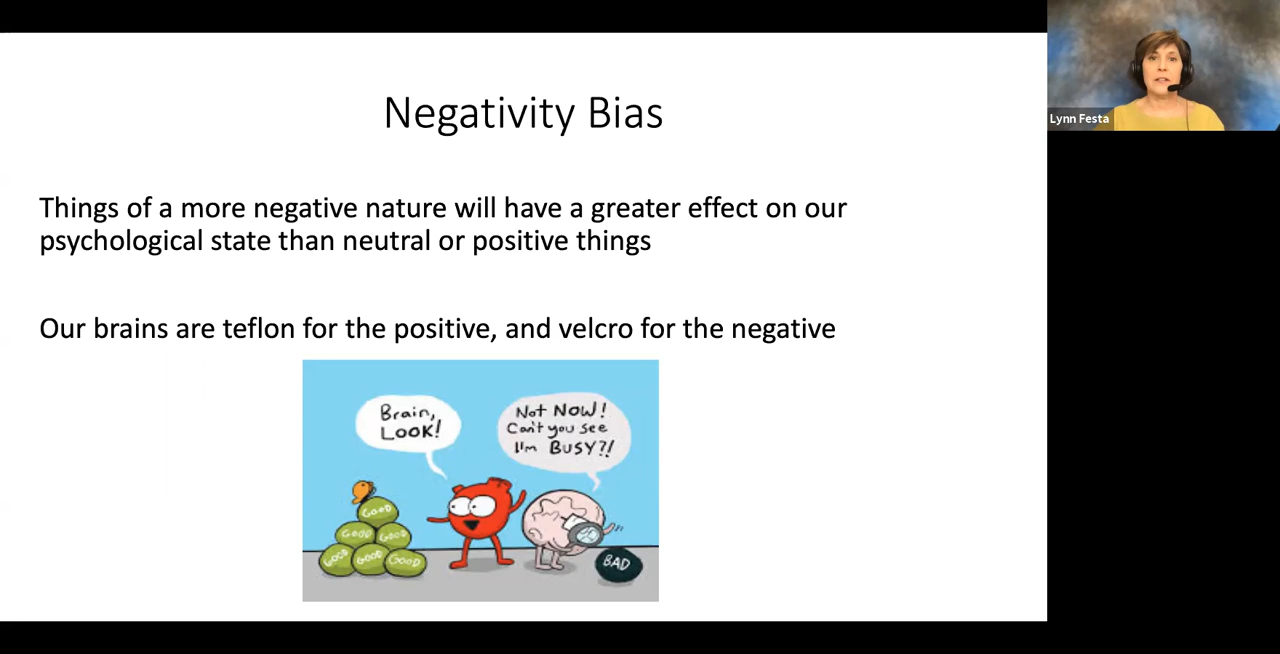 Negativity Bias
Lynn Festa
Things of a more negative nature will have a greater effect on our
psychological state than neutral or positive things
Our brains are teflon for the positive, and velcro for the negative
Brain,
LOOK!
Not NOW!
Can't you see
I'm BUSY?!
GOOD
GOOD GOOD
GOOD GOOD GOOD
BAD